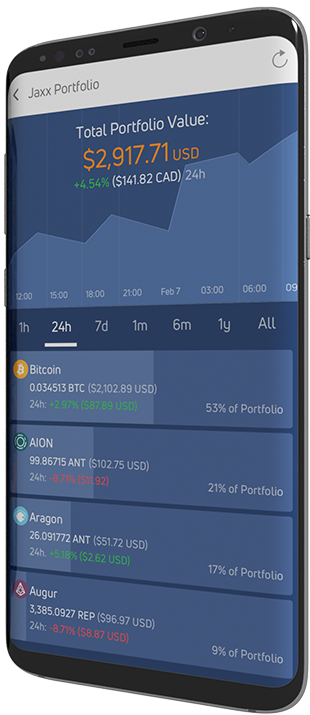 Jaxx Portfolio
Total Portfolio Value:
$2,917.71 USD
+4.54% ($141.82 CAD) 24h
12:00 15:00 18:00 21:00 Feb 7 03:00 06:00 09
1h 24h 7d 1m 6m 1y All
Bitcoin
0.034513 BTC ($2,102.89 USD)
24h: +2.97% ($87.89 USD)
53% of Portfolio
AION
99.86715 ANT ($102.75 USD)
24h: -8.71% ($1.92)
21% of Portfolio
Aragon
26.091772 ANT ($51.72 USD)
24h: +5.18% ($2.62 USD)
17% of Portfolio
Augur
3,385.0927 REP ($96.97 USD)
24h: -8.71% ($8.87 USD)
9% of Portfolio